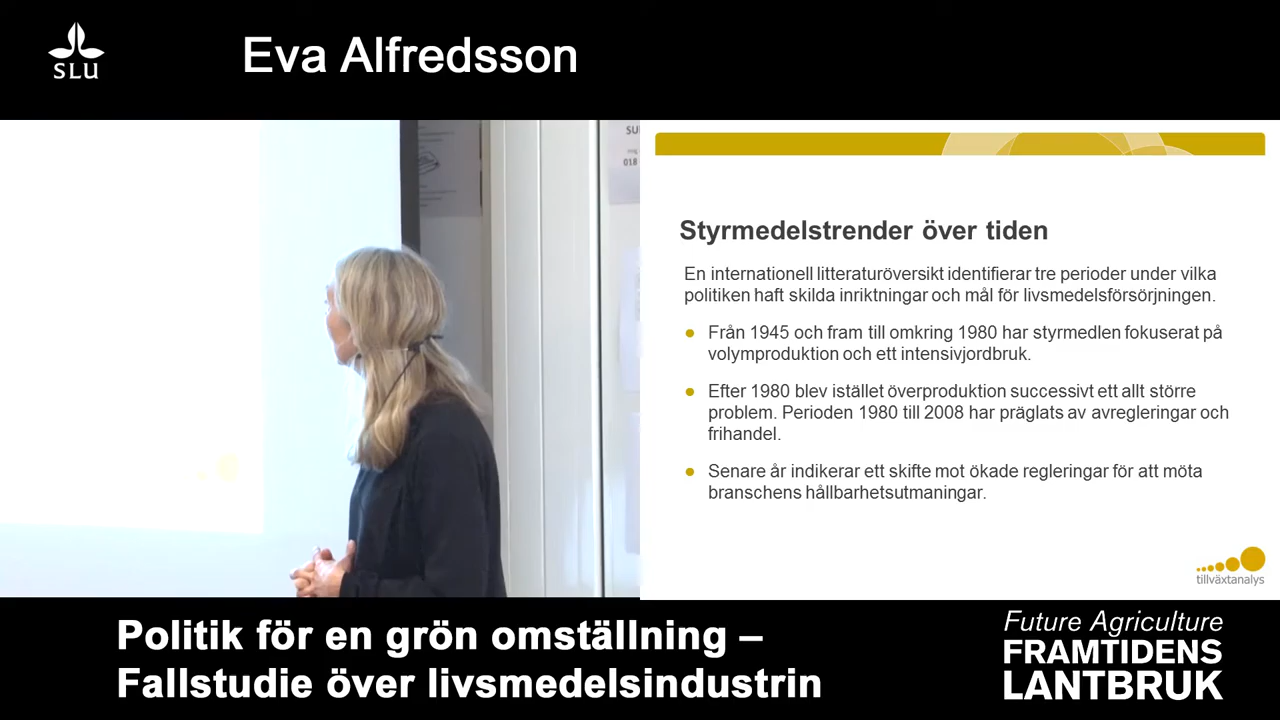 SLU
Eva Alfredsson
SU
018
Styrmedelstrender över tiden
En internationell litteraturöversikt identifierar tre perioder under vilka
politiken haft skilda inriktningar och mål för livsmedelsförsörjningen.
Från 1945 och fram till omkring 1980 har styrmedlen fokuserat på
volymproduktion och ett intensivjordbruk.
Efter 1980 blev istället överproduktion successivt ett allt större
problem. Perioden 1980 till 2008 har präglats av avregleringar och
frihandel.
Senare år indikerar ett skifte mot ökade regleringar för att möta
branschens hållbarhetsutmaningar.
tillväxtanalys
Politik för en grön omställning –
Fallstudie över livsmedelsindustrin
Future Agriculture
FRAMTIDENS
LANTBRUK